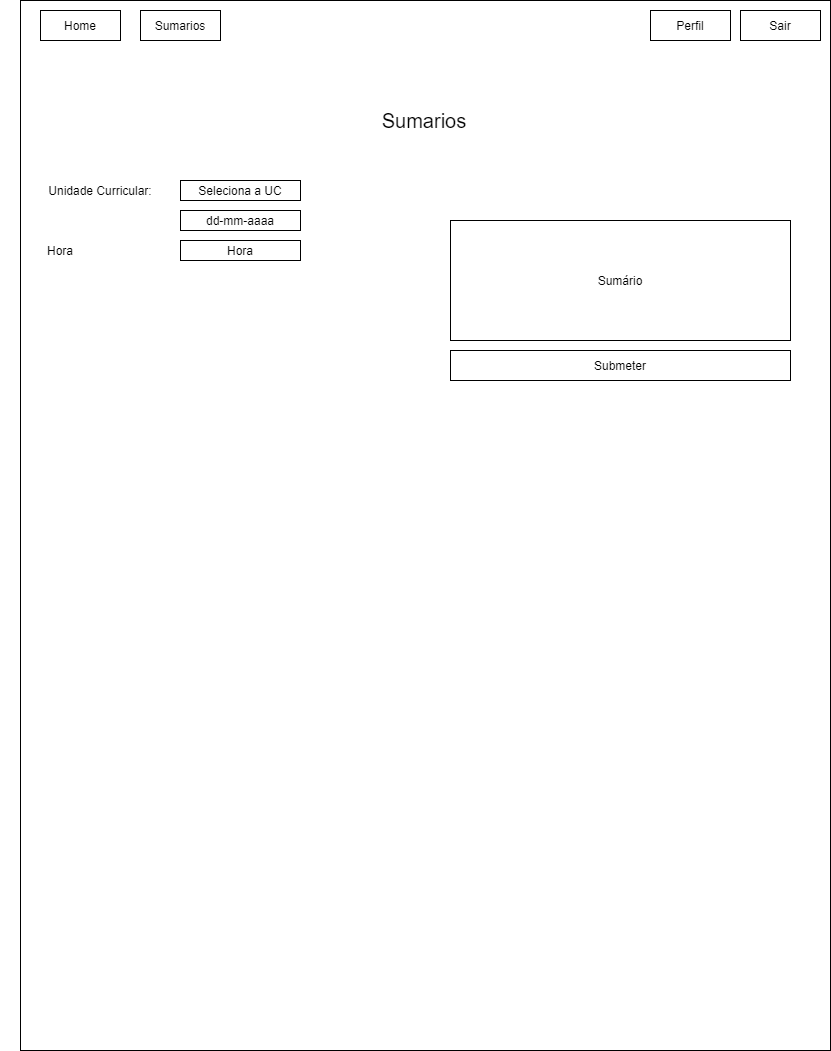 Home
Sumarios
Perfil
Sair
Sumarios
Unidade Curricular:
Seleciona a UC
dd-mm-aaaa
Hora
Hora
Sumário
Submeter